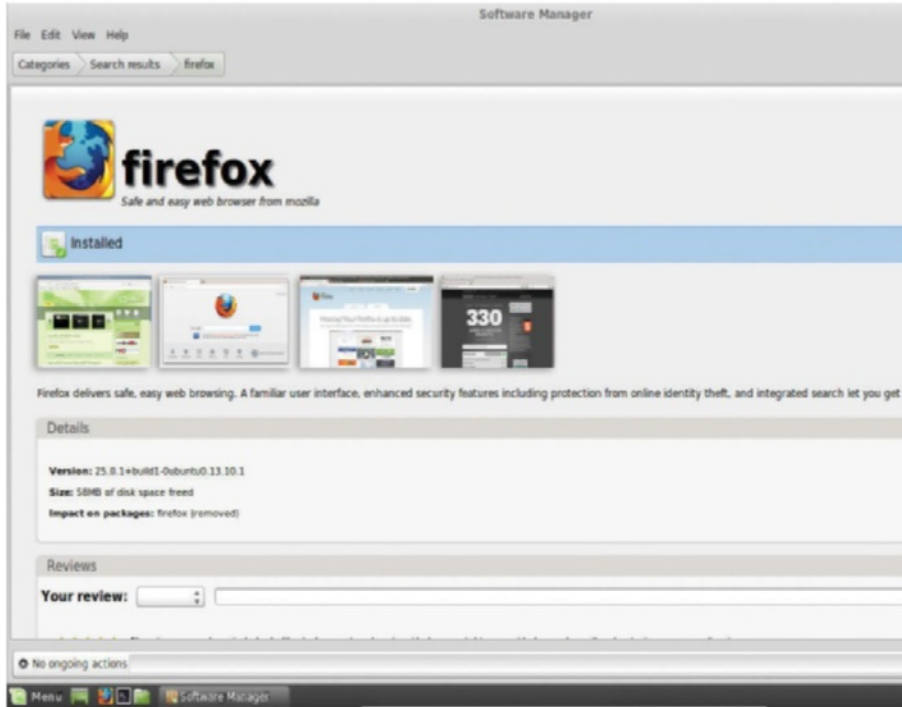 Software Manager
File Edit View Help
Categories Search results firefox
firefox
Safe and easy web browser from mozilla
Installed
330
Firefox delivers safe, easy web browsing. A familiar user interface, enhanced security features including protection from online identity theft, and integrated search let you get
Details
Version: 25.0.1+build1-0ubuntu0.13.10.1
Size: 58MB of disk space freed
Impact on packages: firefox (removed)
Reviews
Your review:
No ongoing actions
Menu Software Manager